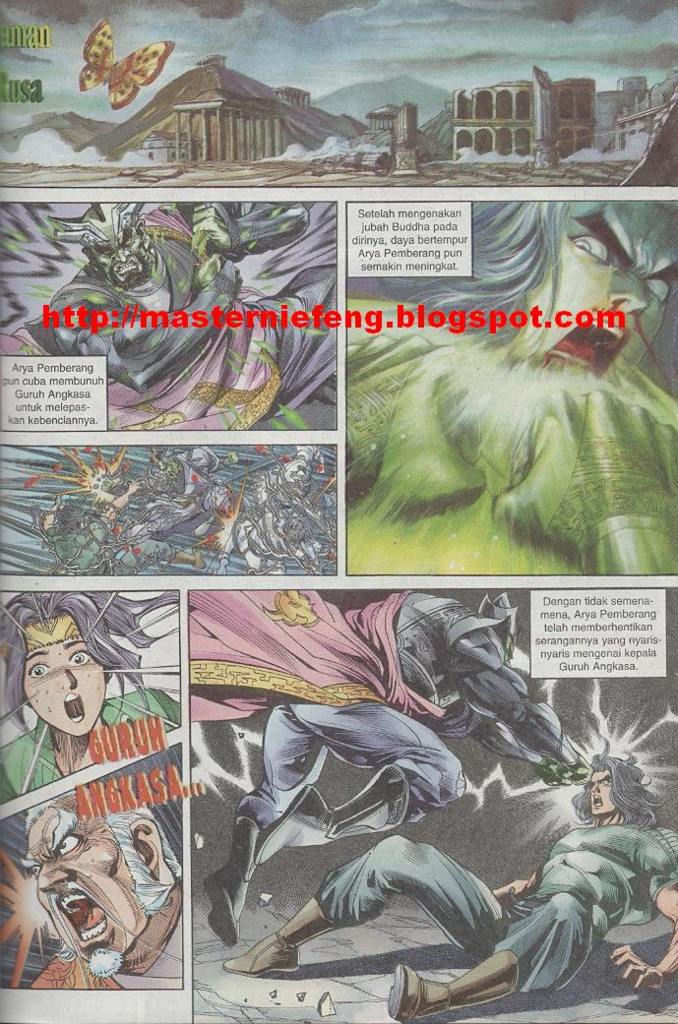 Rusa
Setelah mengenakan
jubah Buddha pada
dirinya, daya bertempur
Arya Pemberang pun
semakin meningkat.
http://masterniefeng.blogspot.com
Arya Pemberang
pun cuba membunuh
Guruh Angkasa
untuk melepas-
kan kebenciannya.
Dengan tidak semena-
mena, Arya Pemberang
telah memberhentikan
serangannya yang nyaris-
nyaris mengenai kepala
Guruh Angkasa.
GURUH
ANGKASA...